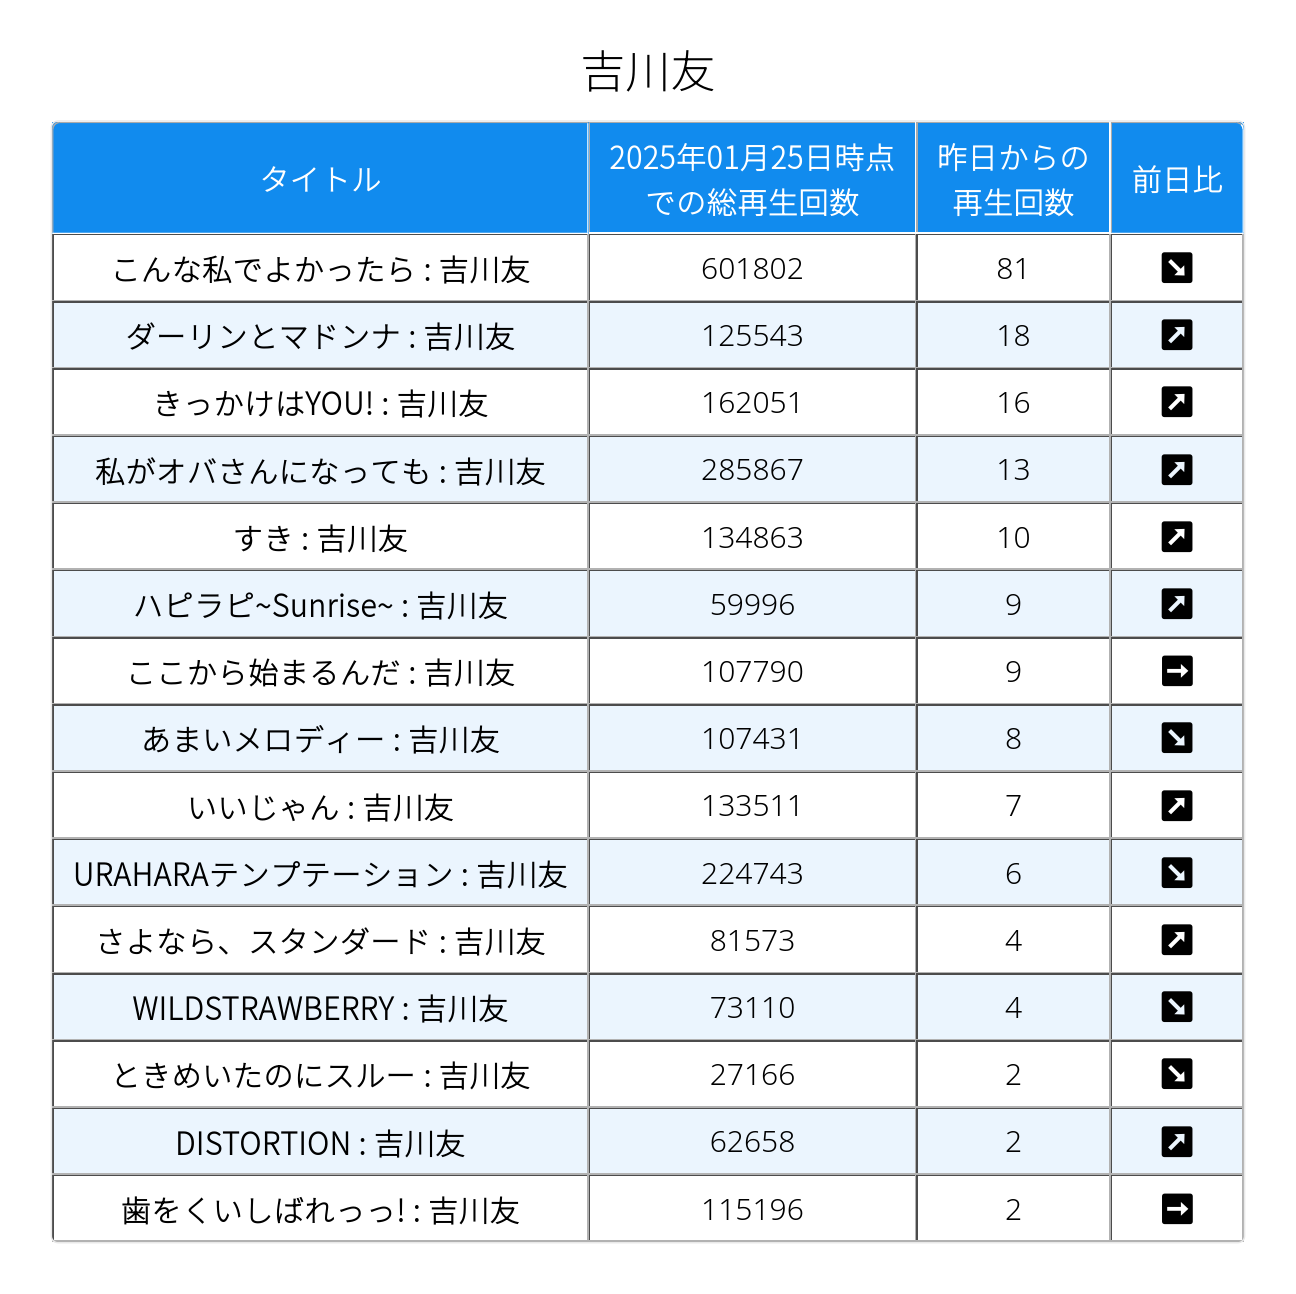 吉川友
タイトル 2025年01月25日時点での総再生回数 昨日からの再生回数 前日比
こんな私でよかったら : 吉川友 601802 81 ↘
ダーリンとマドンナ : 吉川友 125543 18 ↗
きっかけはYOU! : 吉川友 162051 16 ↗
私がオバさんになっても : 吉川友 285867 13 ↗
すき : 吉川友 134863 10 ↗
ハピラピ~Sunrise~ : 吉川友 59996 9 ↗
ここから始まるんだ : 吉川友 107790 9 →
あまいメロディー : 吉川友 107431 8 ↘
いいじゃん : 吉川友 133511 7 ↗
URAHARAテンプテーション : 吉川友 224743 6 ↘
さよなら、スタンダード : 吉川友 81573 4 ↗
WILDSTRAWBERRY : 吉川友 73110 4 ↘
ときめいたのにスルー : 吉川友 27166 2 ↘
DISTORTION : 吉川友 62658 2 ↗
歯をくいしばれっっ! : 吉川友 115196 2 →